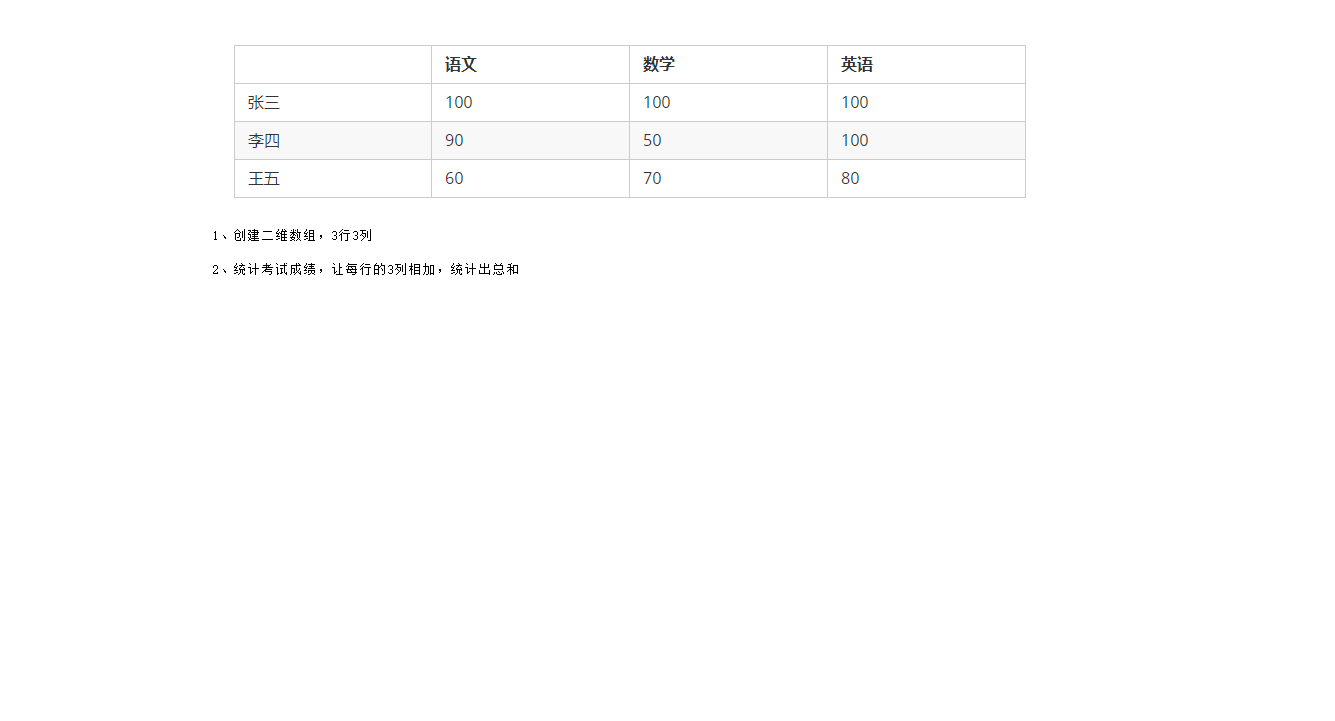 语文 数学 英语
张三 100 100 100
李四 90 50 100
王五 60 70 80
1、创建二维数组，3行3列
2、统计考试成绩，让每行的3列相加，统计出总和